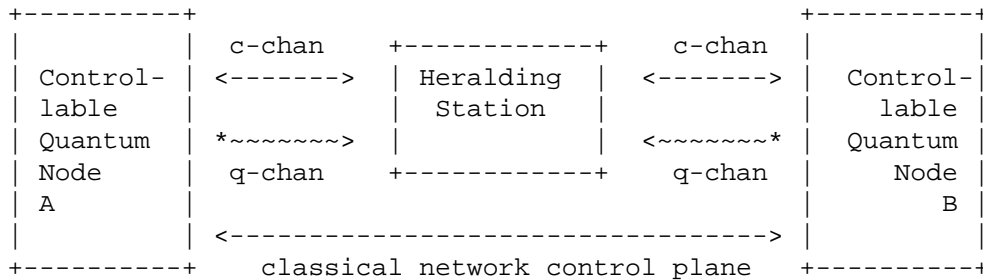 +----------+                                     +----------+
|          |  c-chan    +------------+    c-chan  |          |
| Control- | <-------> | Heralding  | <-------> |  Control-|
| lable    |           |  Station   |           |    lable |
| Quantum  | *~~~~~~~> |            | <~~~~~~~* |  Quantum |
| Node     |  q-chan    +------------+    q-chan  |     Node |
| A        |                                     |        B |
|          | <---------------------------------> |          |
+----------+    classical network control plane   +----------+